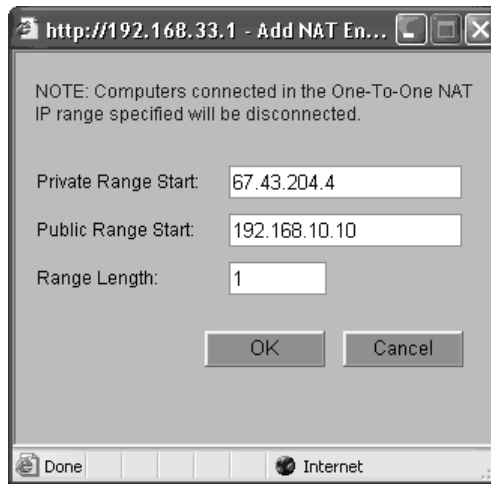 http://192.168.33.1 - Add NAT En...
NOTE: Computers connected in the One-To-One NAT
IP range specified will be disconnected.
Private Range Start: 67.43.204.4
Public Range Start: 192.168.10.10
Range Length: 1
OK Cancel
Done Internet